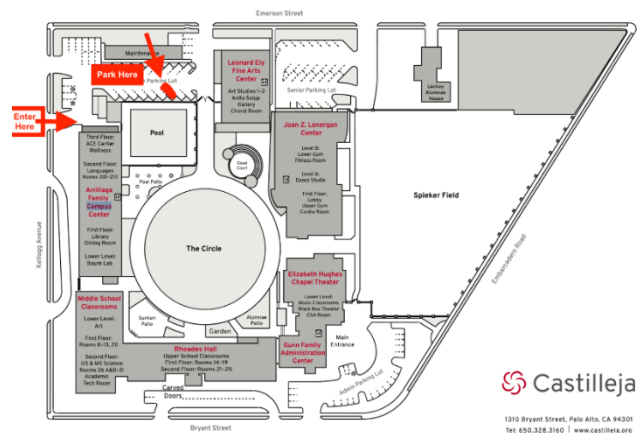 Emerson Street
Maintenance
Park Here
Parking Lot
Leonard Ely
Fine Arts
Center
Art Studios 1-2
Anita Seipp
Gallery
Choral Room
Senior Parking Lot
Lockey
Alumnae
House
Enter
Here
Pool
Third Floor:
ACE Center
Wellness
Second Floor:
Languages
Rooms 201-210
Arrillaga
Family
Campus
Center
First Floor:
Library
Dining Room
Lower Level:
Bourn Lab
Pool Patio
Joan Z. Lonergan
Center
Level B:
Lower Gym
Fitness Room
Level A:
Dance Studio
First Floor:
Lobby
Upper Gym
Cardio Room
Spieker Field
Kellogg Avenue
The Circle
Embarcadero Road
Elizabeth Hughes
Chapel Theater
Lower Level:
Music Classrooms
Black Box Theater
CSA Room
Middle School
Classrooms
Lower Level:
Art
First Floor:
Rooms 8-13, 20
Second Floor:
US & MS Science
Rooms 26 A&B-31
Academic
Tech Room
Sunken
Patio
Garden
Alumnae
Patio
Rhoades Hall
Upper School Classrooms
First Floor: Rooms 14-19
Second Floor: Rooms 21-25
Gunn Family
Administration
Center
Main
Entrance
Admin Parking Lot
Carved
Doors
Bryant Street
Castilleja
1310 Bryant Street, Palo Alto, CA 94301
Tel: 650.328.3160 | www.castilleja.org